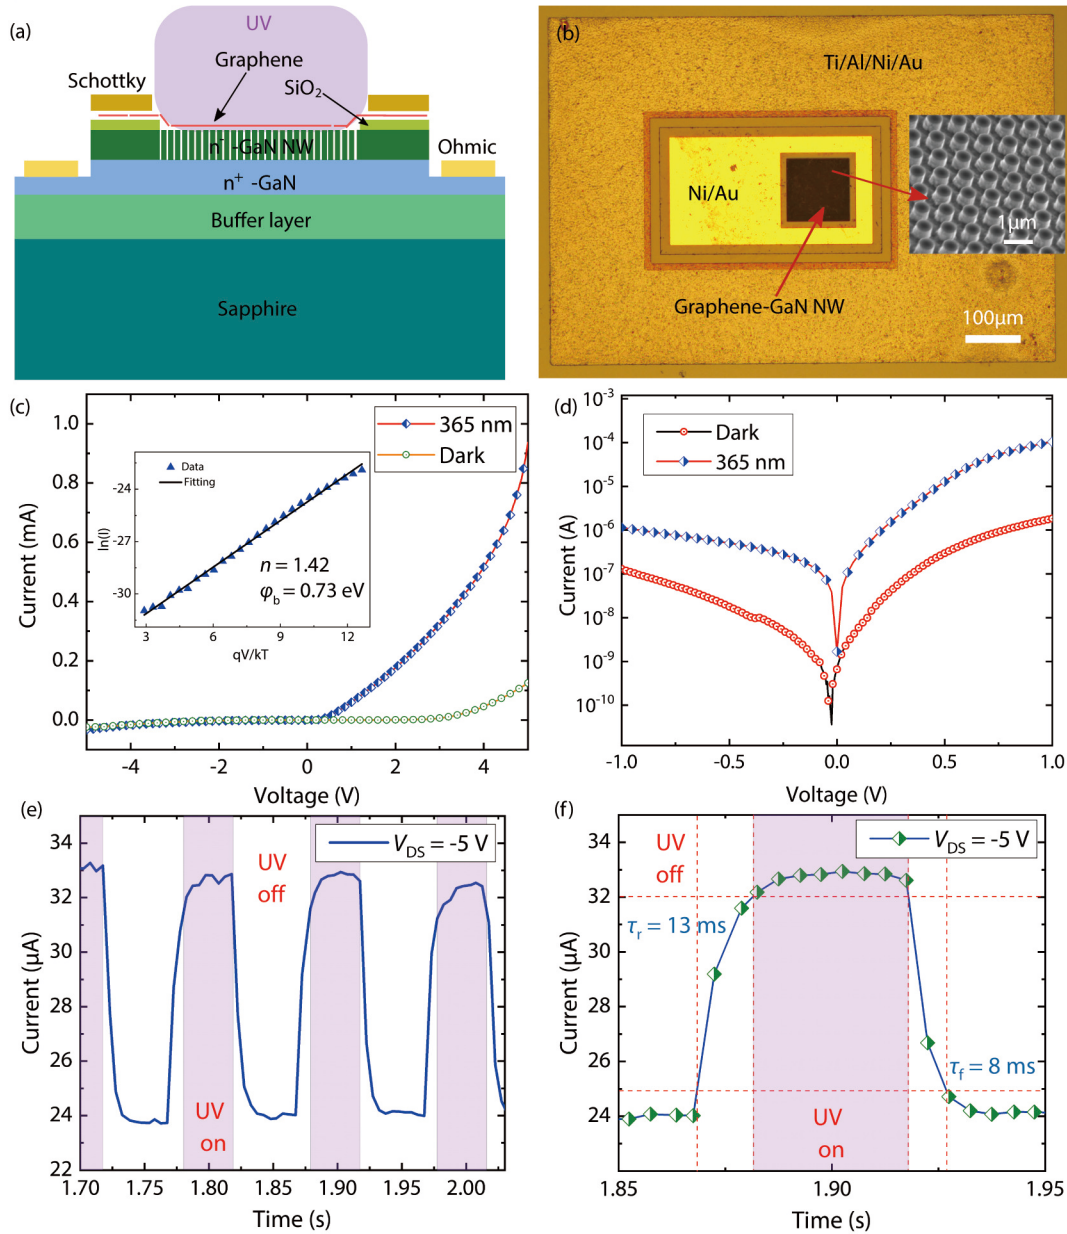 (a)
UV
Graphene
Schottky
SiO₂
n⁻ -GaN NW
Ohmic
n⁺ -GaN
Buffer layer
Sapphire
(b)
Ti/Al/Ni/Au
Ni/Au
1μm
Graphene-GaN NW
100μm
(c)
1.0
0.8
0.6
0.4
0.2
0.0
Current (mA)
365 nm
Dark
Data
Fitting
-24
-27
-30
ln(I)
n = 1.42
φb = 0.73 eV
3 6 9 12
qV/kT
-4 -2 0 2 4
Voltage (V)
(d)
10⁻³
10⁻⁴
10⁻⁵
10⁻⁶
10⁻⁷
10⁻⁸
10⁻⁹
10⁻¹⁰
Current (A)
Dark
365 nm
-1.0 -0.5 0.0 0.5 1.0
Voltage (V)
(e)
34
32
30
28
26
24
22
Current (μA)
VDS = -5 V
UV
off
UV
on
1.70 1.75 1.80 1.85 1.90 1.95 2.00
Time (s)
(f)
34
32
30
28
26
24
22
Current (μA)
VDS = -5 V
UV
off
τr = 13 ms
τf = 8 ms
UV
on
1.85 1.90 1.95
Time (s)